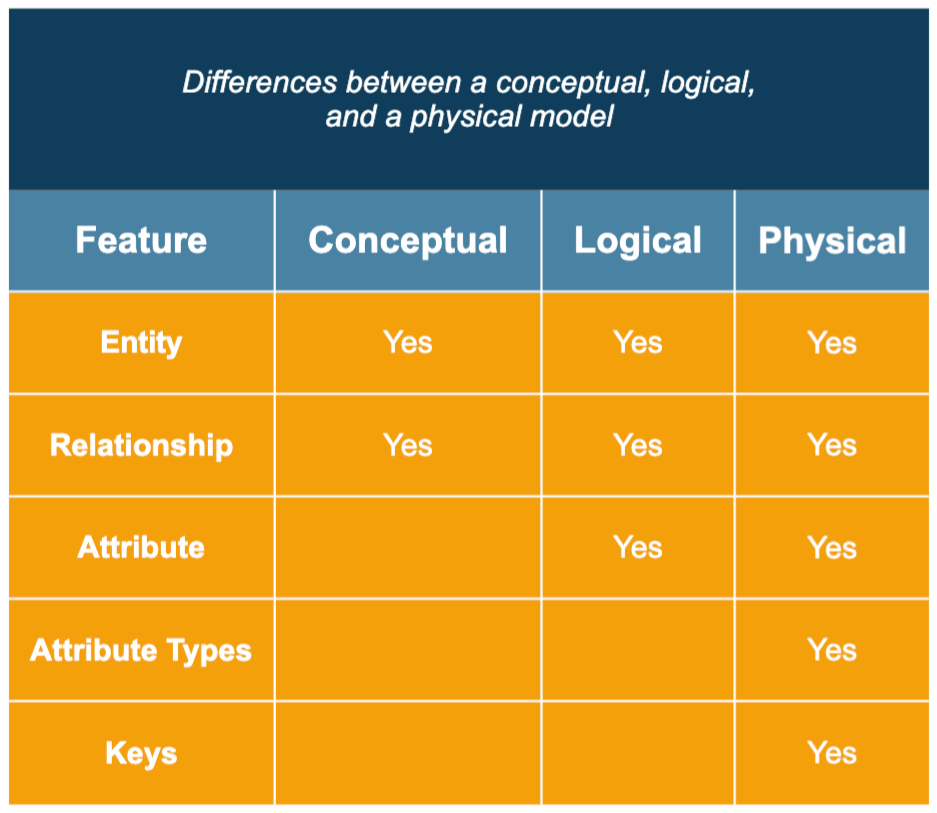 Differences between a conceptual, logical,
and a physical model
Feature Conceptual Logical Physical
Entity Yes Yes Yes
Relationship Yes Yes Yes
Attribute Yes Yes
Attribute Types Yes
Keys Yes